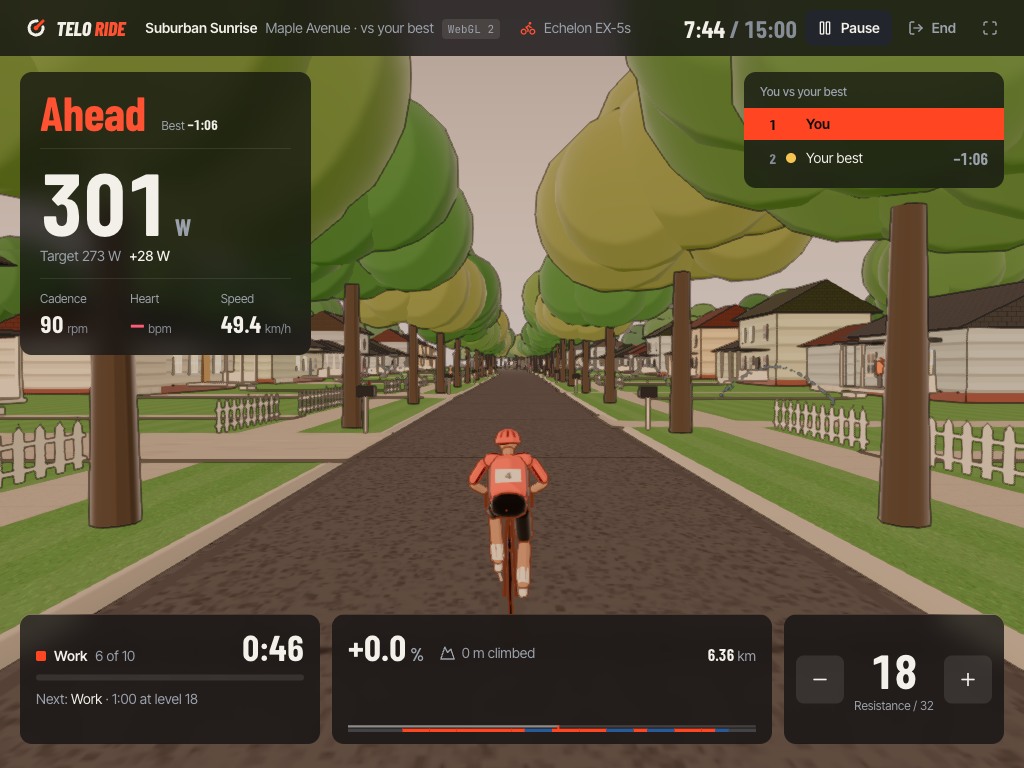 TELO RIDE Suburban Sunrise Maple Avenue · vs your best WebGL 2 Echelon EX-5s 7:44 / 15:00 Pause End
Ahead Best −1:06
301 W
Target 273 W +28 W
Cadence Heart Speed
90 rpm — bpm 49.4 km/h
You vs your best
1 You
2 Your best −1:06
4
Work 6 of 10 0:46
Next: Work · 1:00 at level 18
+0.0 % 0 m climbed 6.36 km
− 18 +
Resistance / 32